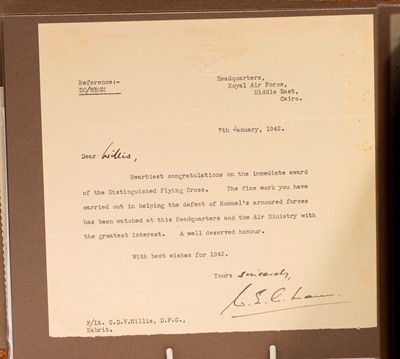 Reference:-
DO/
Headquarters,
Royal Air Force,
Middle East,
Cairo.
7th January, 1942.
Dear Willis,
Heartiest congratulations on the immediate award
of the Distinguished Flying Cross. The fine work you have
carried out in helping the defeat of Rommel's armoured forces
has been watched at this Headquarters and the Air Ministry with
the greatest interest. A well deserved honour.
With best wishes for 1942.
Yours sincerely,
F/Lt. C.D.V.Willis, D.F.C.,
Kabrit.